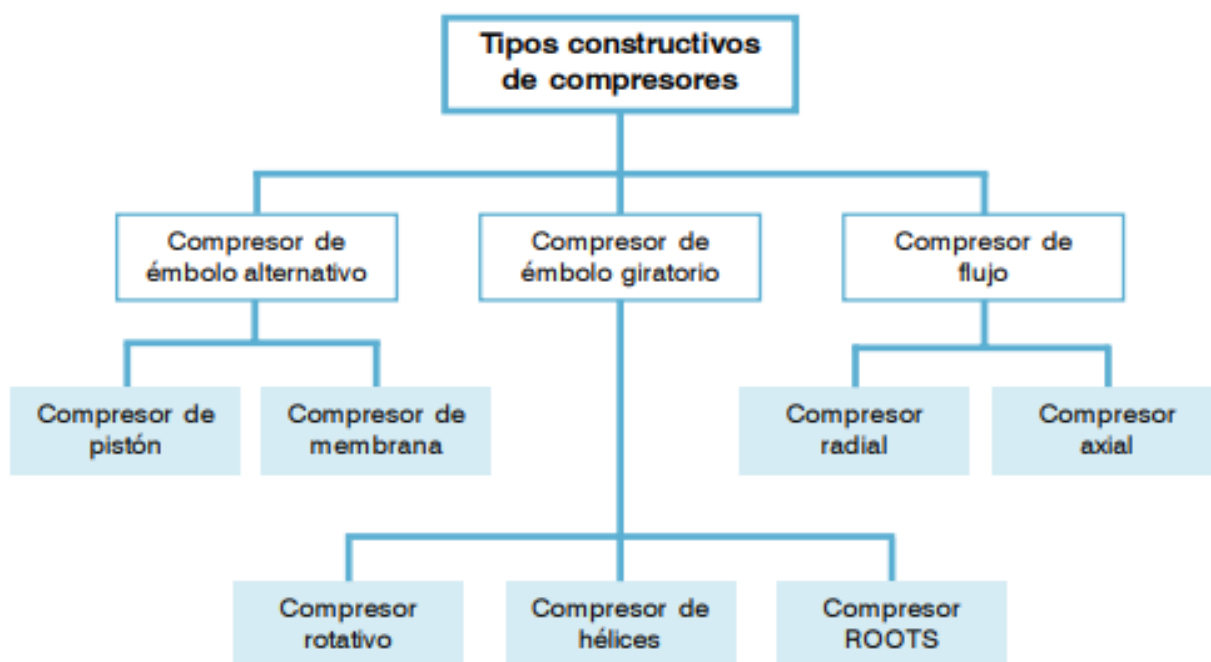 Tipos constructivos
de compresores
Compresor de
émbolo alternativo
Compresor de
émbolo giratorio
Compresor de
flujo
Compresor de
pistón
Compresor de
membrana
Compresor
radial
Compresor
axial
Compresor
rotativo
Compresor de
hélices
Compresor
ROOTS